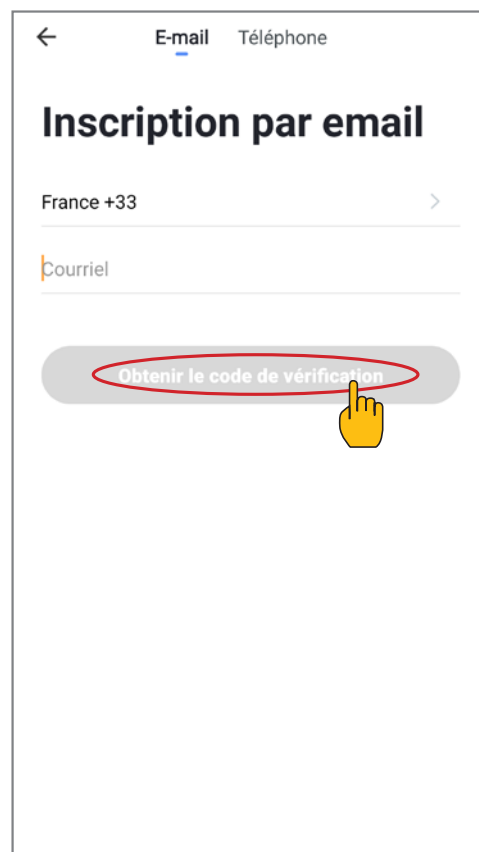 E-mail Téléphone
Inscription par email
France +33
Courriel
Obtenir le code de vérification